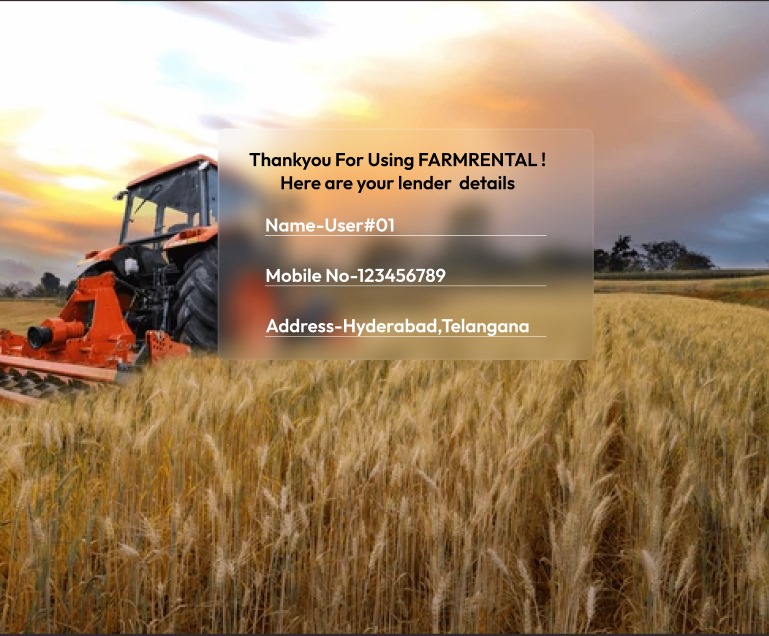 Thankyou For Using FARMRENTAL !
Here are your lender details
Name-User#01
Mobile No-123456789
Address-Hyderabad,Telangana